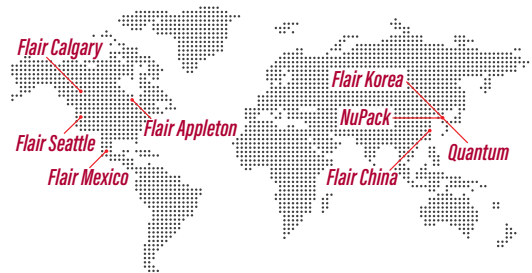 Flair Calgary
Flair Korea
NuPack
Flair Appleton
Flair Seattle
Quantum
Flair Mexico
Flair China